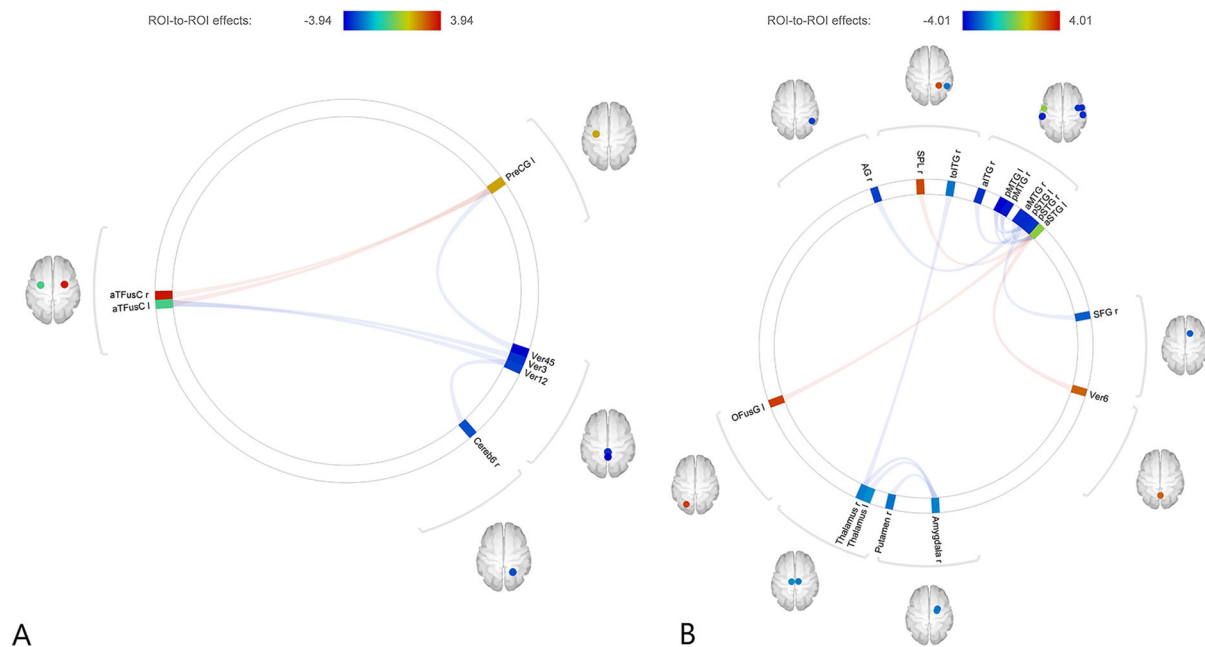 ROI-to-ROI effects: -3.94 3.94
PreCG l
aTFusC r
aTFusC l
Ver45
Ver3
Ver12
Cereb6 r
A
ROI-to-ROI effects: -4.01 4.01
AG r
SPL r
toITG r
aITG r
pMTG l
pMTG r
aMTG r
pSTG l
pSTG r
aSTG l
SFG r
Ver6
OFusG l
Thalamus r
Thalamus l
Putamen r
Amygdala r
B